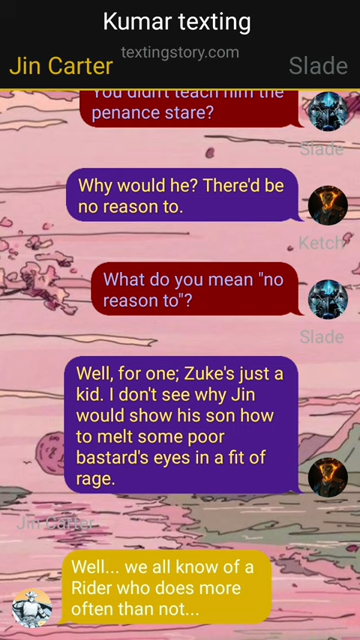 Kumar texting
textingstory.com
Jin Carter
Slade
You didn't teach him the
penance stare?
Slade
Why would he? There'd be
no reason to.
Ketch
What do you mean "no
reason to"?
Slade
Well, for one; Zuke's just a
kid. I don't see why Jin
would show his son how
to melt some poor
bastard's eyes in a fit of
rage.
Jin Carter
Well... we all know of a
Rider who does more
often than not...